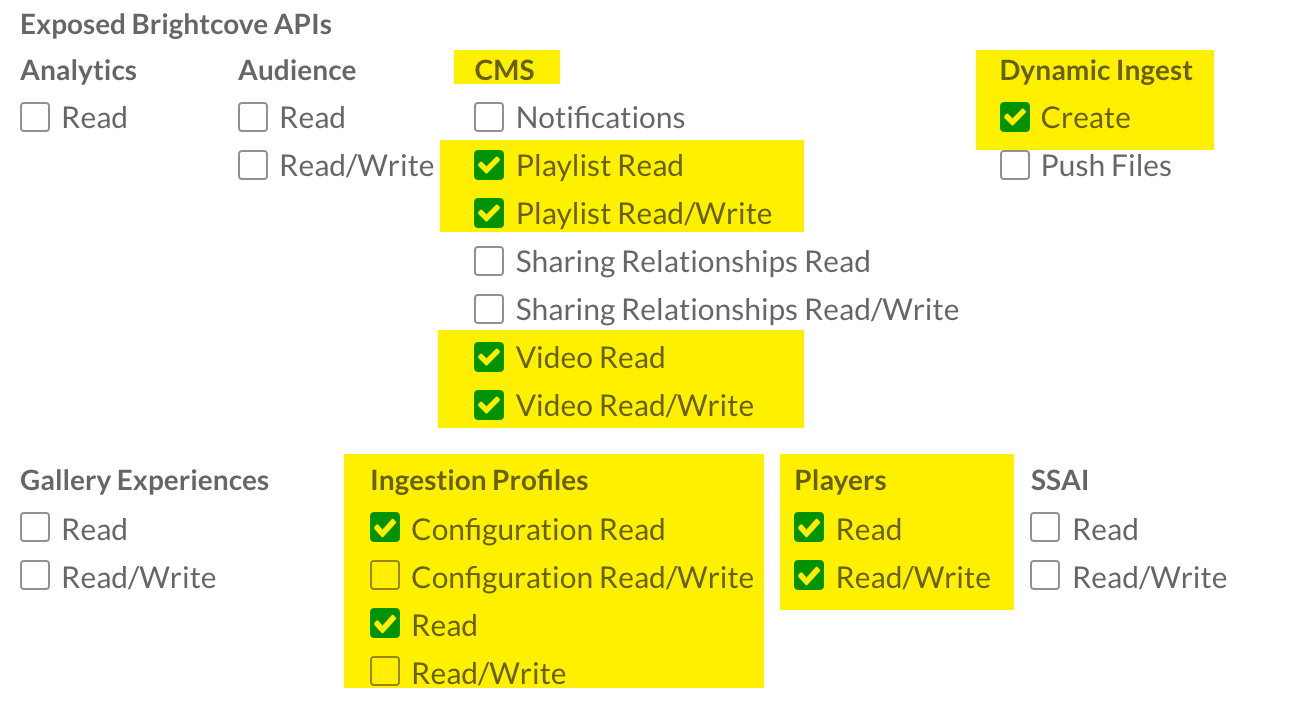 Exposed Brightcove APIs
Analytics
Read
Audience
Read
Read/Write
CMS
Notifications
Playlist Read
Playlist Read/Write
Sharing Relationships Read
Sharing Relationships Read/Write
Video Read
Video Read/Write
Dynamic Ingest
Create
Push Files
Gallery Experiences
Read
Read/Write
Ingestion Profiles
Configuration Read
Configuration Read/Write
Read
Read/Write
Players
Read
Read/Write
SSAI
Read
Read/Write